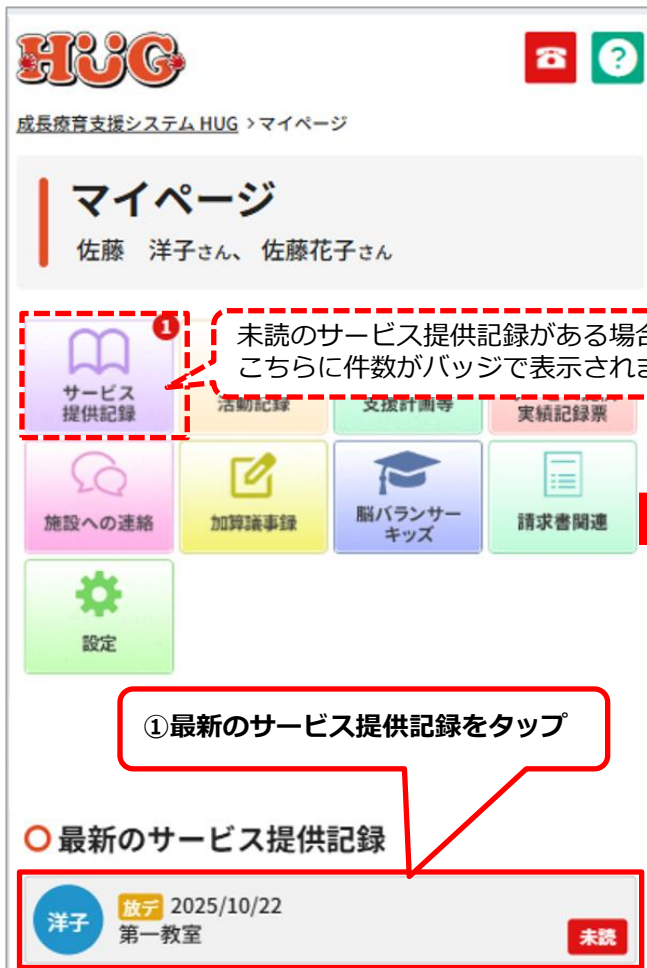 HUG
?
成長療育支援システム HUG >マイページ
マイページ
佐藤　洋子さん、 佐藤花子さん
1
未読のサービス提供記録がある場合
こちらに件数がバッジで表示されま
サービス
提供記録
活動記録
支援計画等
実績記録票
施設への連絡
加算議事録
脳バランサー
キッズ
請求書関連
設定
①最新のサービス提供記録をタップ
最新のサービス提供記録
洋子
放デ 2025/10/22
第一教室
未読